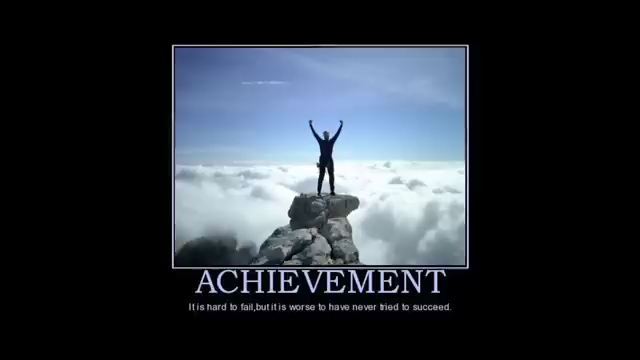 ACHIEVEMENT
It is hard to fail,but it is worse to have never tried to succeed.